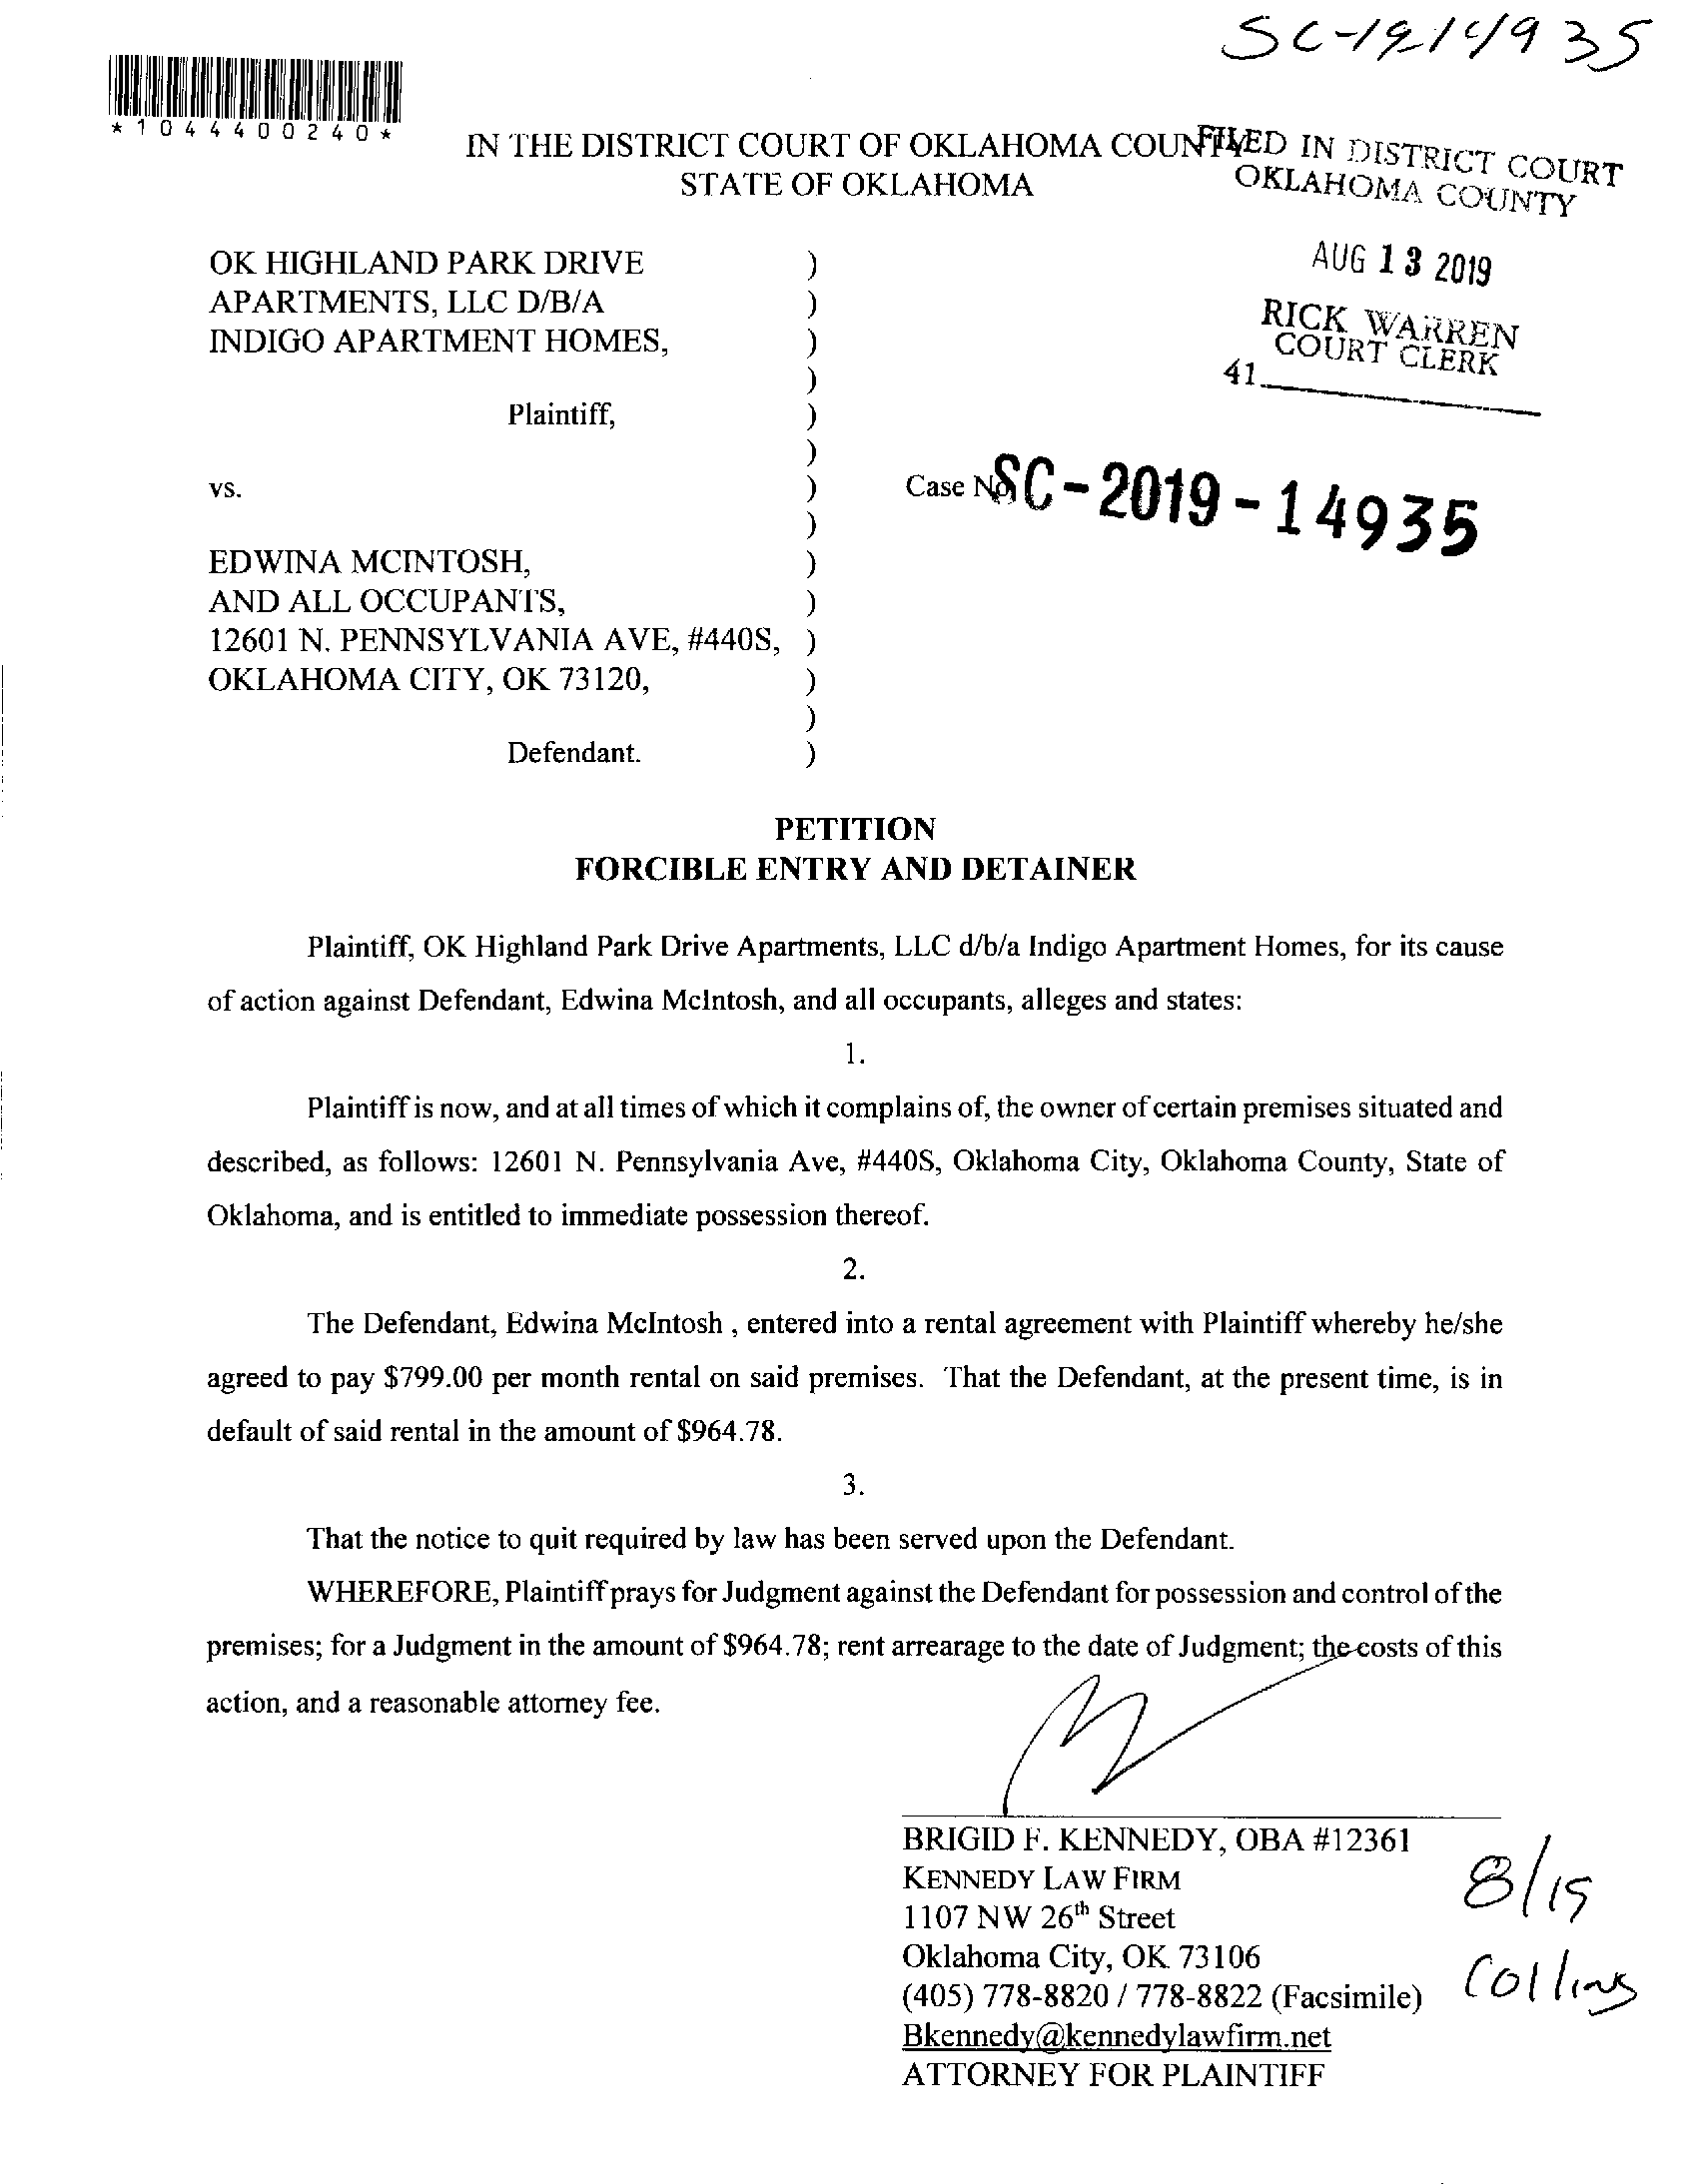 SC-1914935
*1044400240*
IN THE DISTRICT COURT OF OKLAHOMA COUNTY
STATE OF OKLAHOMA
FILED IN DISTRICT COURT
OKLAHOMA COUNTY
AUG 13 2019
RICK WARREN
COURT CLERK
41
OK HIGHLAND PARK DRIVE )
APARTMENTS, LLC D/B/A )
INDIGO APARTMENT HOMES, )
)
Plaintiff, )
)
vs. ) Case No. SC-2019-14935
)
EDWINA MCINTOSH, )
AND ALL OCCUPANTS, )
12601 N. PENNSYLVANIA AVE, #440S, )
OKLAHOMA CITY, OK 73120, )
)
Defendant. )
PETITION
FORCIBLE ENTRY AND DETAINER
Plaintiff, OK Highland Park Drive Apartments, LLC d/b/a Indigo Apartment Homes, for its cause
of action against Defendant, Edwina McIntosh, and all occupants, alleges and states:
1.
Plaintiff is now, and at all times of which it complains of, the owner of certain premises situated and
described, as follows: 12601 N. Pennsylvania Ave, #440S, Oklahoma City, Oklahoma County, State of
Oklahoma, and is entitled to immediate possession thereof.
2.
The Defendant, Edwina McIntosh , entered into a rental agreement with Plaintiff whereby he/she
agreed to pay $799.00 per month rental on said premises. That the Defendant, at the present time, is in
default of said rental in the amount of $964.78.
3.
That the notice to quit required by law has been served upon the Defendant.
WHEREFORE, Plaintiff prays for Judgment against the Defendant for possession and control of the
premises; for a Judgment in the amount of $964.78; rent arrearage to the date of Judgment; the costs of this
action, and a reasonable attorney fee.
BRIGID F. KENNEDY, OBA #12361
KENNEDY LAW FIRM
1107 NW 26th Street
Oklahoma City, OK 73106
(405) 778-8820 / 778-8822 (Facsimile)
Bkennedy@kennedylawfirm.net
ATTORNEY FOR PLAINTIFF
8/15
Collins